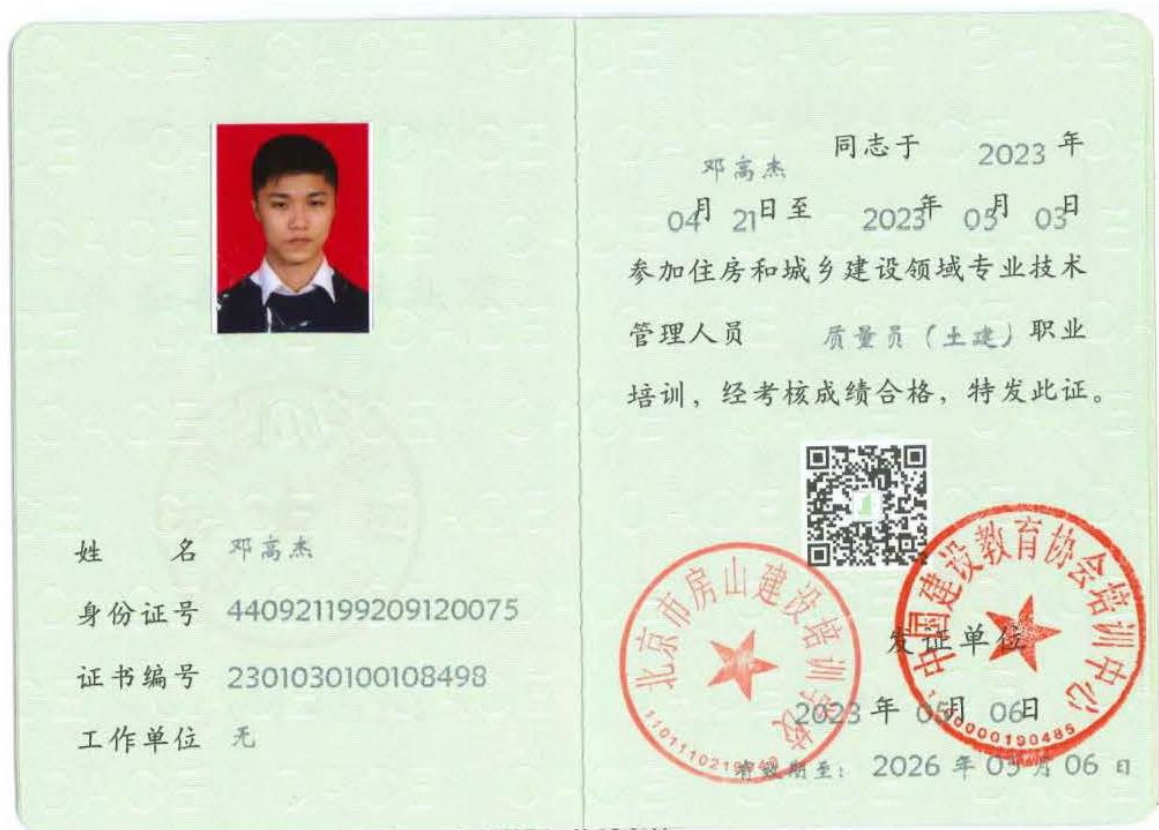 姓 名 邓高杰
身份证号 440921199209120075
证书编号 2301030100108498
工作单位 无
邓高杰 同志于 2023 年
04月 21日至 2023年 05月 03日
参加住房和城乡建设领域专业技术
管理人员 质量员（土建）职业
培训，经考核成绩合格，特发此证。
北京市房山建设培训学校
中国建设教育协会培训中心
发证单位
2023 年 05月 06日
有效期至： 2026 年 05 月 06 日